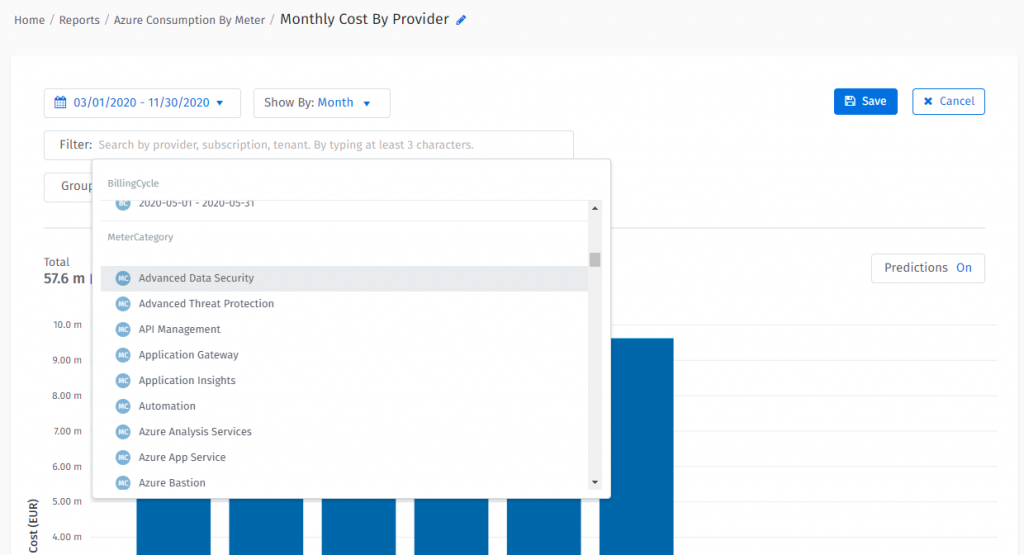 Home / Reports / Azure Consumption By Meter / Monthly Cost By Provider
03/01/2020 - 11/30/2020
Show By: Month
Save
Cancel
Filter: Search by provider, subscription, tenant. By typing at least 3 characters.
Group
BillingCycle
BC 2020-05-01 - 2020-05-31
MeterCategory
Total
57.6 m
Predictions On
MC Advanced Data Security
MC Advanced Threat Protection
MC API Management
MC Application Gateway
MC Application Insights
MC Automation
MC Azure Analysis Services
MC Azure App Service
MC Azure Bastion
10.0 m
9.00 m
8.00 m
7.00 m
6.00 m
5.00 m
4.00 m
Cost (EUR)